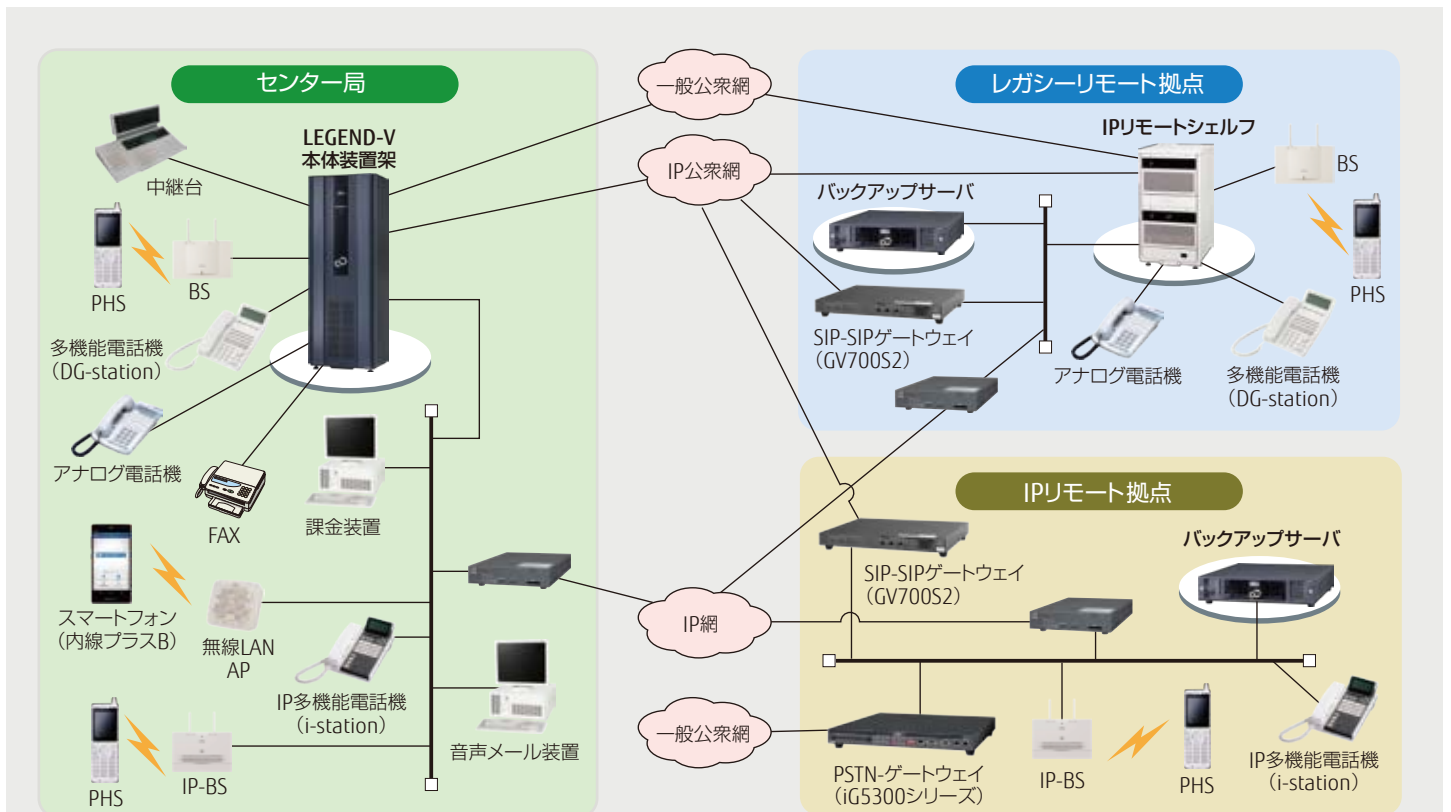 センター局
LEGEND-V
本体装置架
中継台
PHS
BS
多機能電話機
（DG-station）
アナログ電話機
FAX
課金装置
スマートフォン
（内線プラスB）
無線LAN
AP
IP多機能電話機
（i-station）
音声メール装置
PHS
IP-BS
一般公衆網
IP公衆網
IP網
一般公衆網
レガシーリモート拠点
IPリモートシェルフ
BS
バックアップサーバ
PHS
SIP-SIPゲートウェイ
（GV700S2）
アナログ電話機
多機能電話機
（DG-station）
IPリモート拠点
SIP-SIPゲートウェイ
（GV700S2）
バックアップサーバ
PSTN-ゲートウェイ
（iG5300シリーズ）
IP-BS
PHS
IP多機能電話機
（i-station）